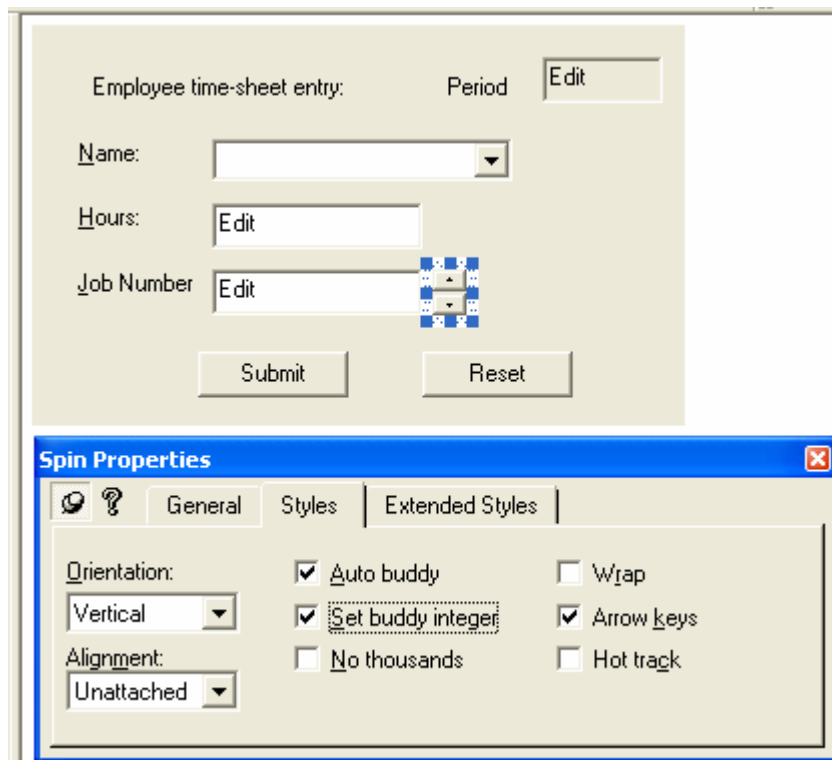 Employee time-sheet entry: Period Edit
Name:
Hours: Edit
Job Number Edit
Submit Reset
Spin Properties
General Styles Extended Styles
Orientation: Auto buddy Wrap
Vertical Set buddy integer Arrow keys
Alignment: No thousands Hot track
Unattached